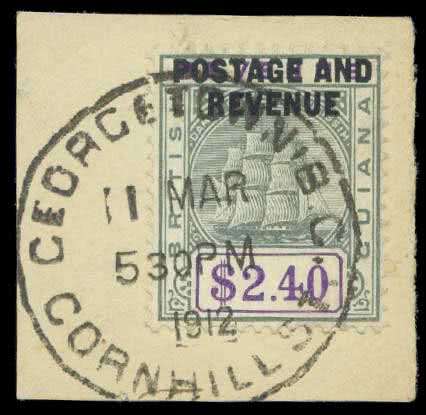 POSTAGE AND
REVENUE
BRITISH
GUIANA
$2.40
GEORGETOWN, B.G.
11 MAR
530PM
1912
CORNHILL S